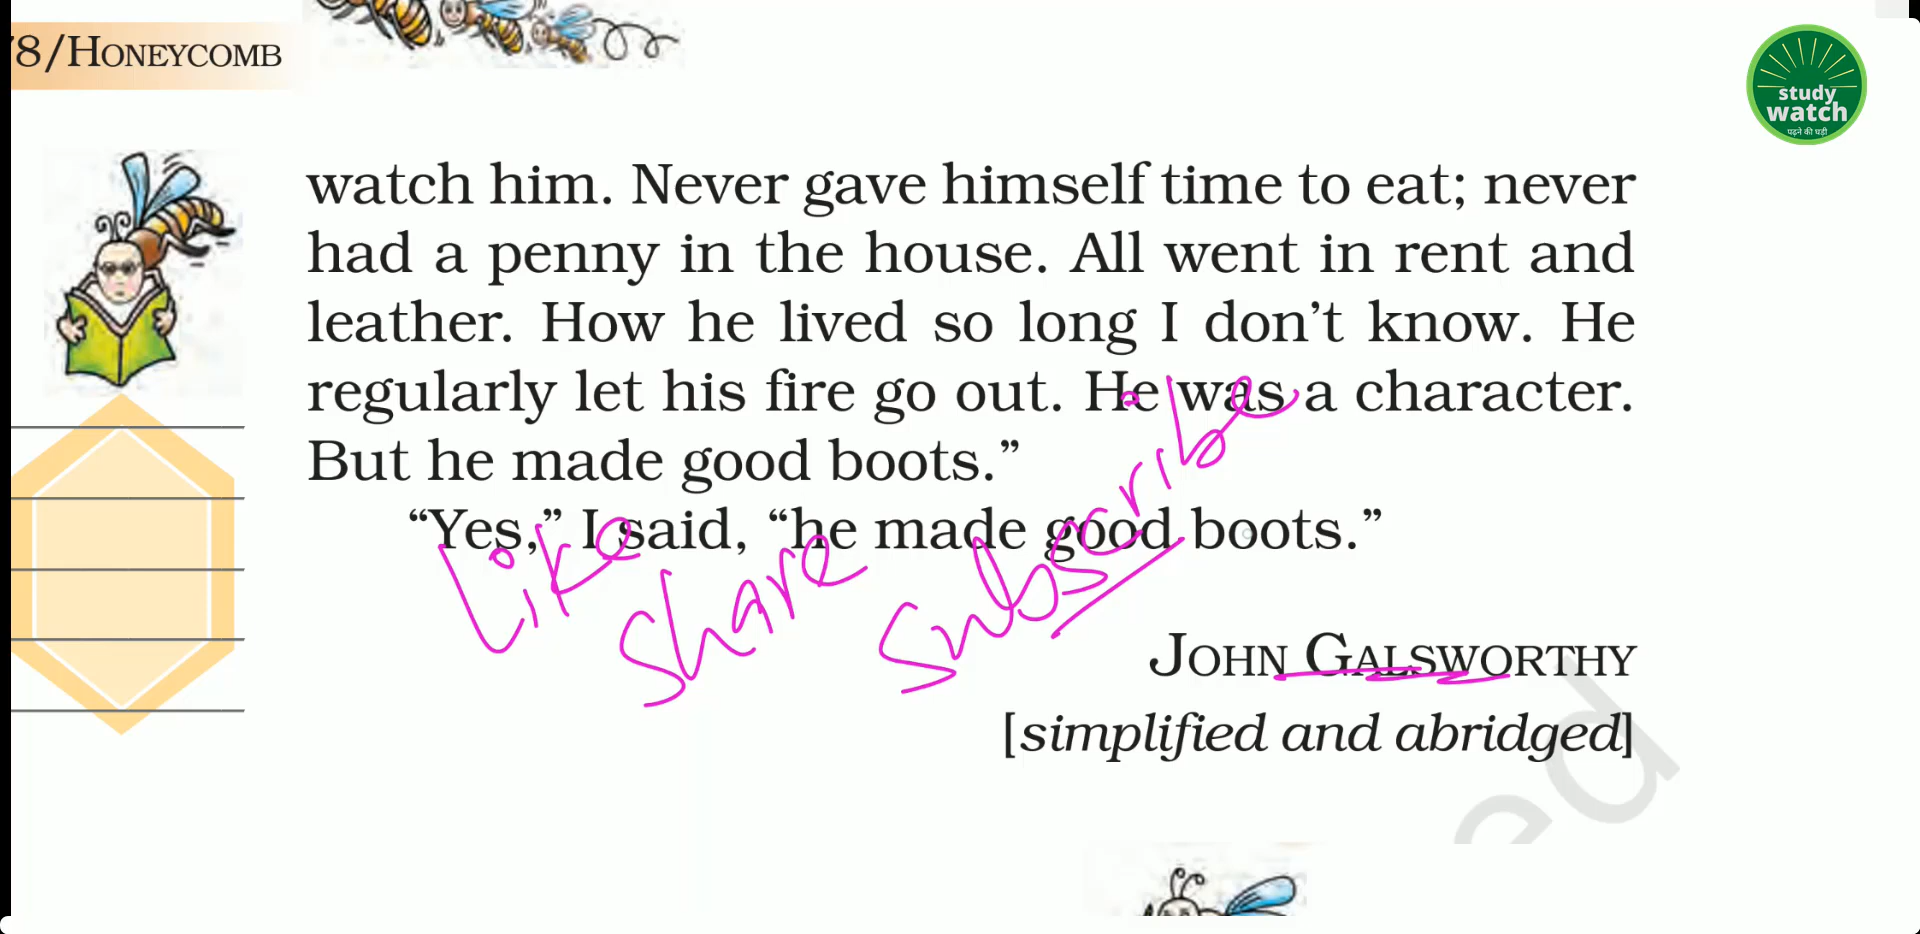 78/HONEYCOMB
study
watch
पढ़ने की घड़ी
watch him. Never gave himself time to eat; never
had a penny in the house. All went in rent and
leather. How he lived so long I don’t know. He
regularly let his fire go out. He was a character.
But he made good boots.”
“Yes,” I said, “he made good boots.”
Like
Share
Subscribe
JOHN GALSWORTHY
[simplified and abridged]
ed